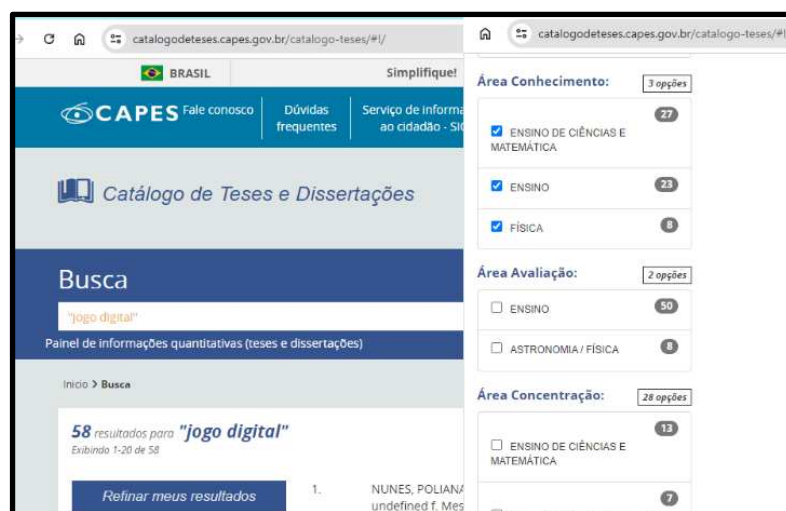 catalogodeteses.capes.gov.br/catalogo-teses/#!/
BRASIL
Simplifique!
CAPES
Fale conosco
Dúvidas
frequentes
Serviço de informa
ao cidadão - SI
Catálogo de Teses e Dissertações
Busca
"jogo digital"
Painel de informações quantitativas (teses e dissertações)
Início > Busca
58 resultados para "jogo digital"
Exibindo 1-20 de 58
Refinar meus resultados
1.
NUNES, POLIANA
undefined f. Mes
catalogodeteses.capes.gov.br/catalogo-teses/#!
Área Conhecimento:
3 opções
27
ENSINO DE CIÊNCIAS E
MATEMÁTICA
ENSINO
23
FÍSICA
8
Área Avaliação:
2 opções
ENSINO
50
ASTRONOMIA / FÍSICA
8
Área Concentração:
28 opções
13
ENSINO DE CIÊNCIAS E
MATEMÁTICA
7